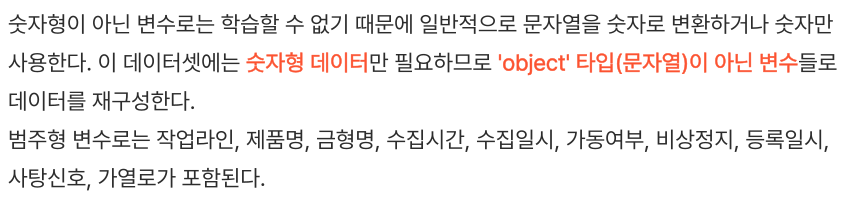 숫자형이 아닌 변수로는 학습할 수 없기 때문에 일반적으로 문자열을 숫자로 변환하거나 숫자만
사용한다. 이 데이터셋에는 숫자형 데이터만 필요하므로 'object' 타입(문자열)이 아닌 변수들로
데이터를 재구성한다.
범주형 변수로는 작업라인, 제품명, 금형명, 수집시간, 수집일시, 가동여부, 비상정지, 등록일시,
사탕신호, 가열로가 포함된다.